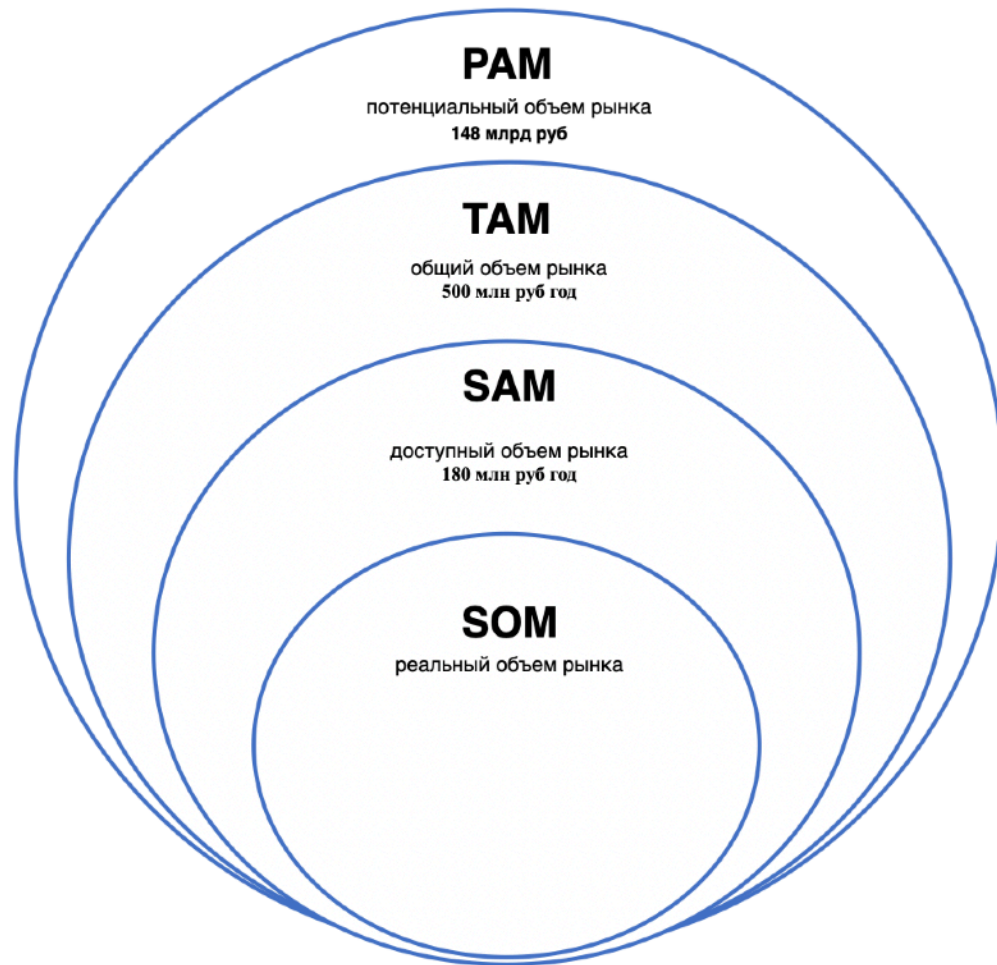 PAM
потенциальный объем рынка
148 млрд руб
TAM
общий объем рынка
500 млн руб год
SAM
доступный объем рынка
180 млн руб год
SOM
реальный объем рынка